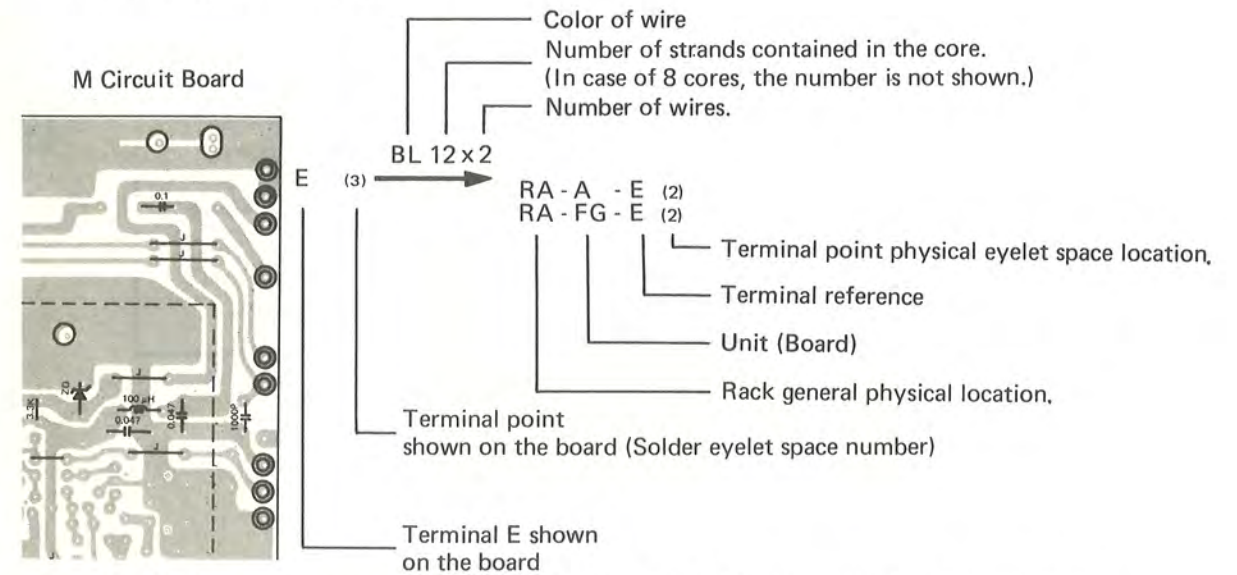 Color of wire
Number of strands contained in the core.
(In case of 8 cores, the number is not shown.)
Number of wires.
M Circuit Board
BL 12 x 2
E (3)
RA - A - E (2)
RA - FG - E (2)
Terminal point physical eyelet space location.
Terminal reference
Unit (Board)
Rack general physical location.
Terminal point
shown on the board (Solder eyelet space number)
Terminal E shown
on the board
0.1
J
J
J
ZD
100 μH
3.3K
0.047
0.047
1000P
J
J
J